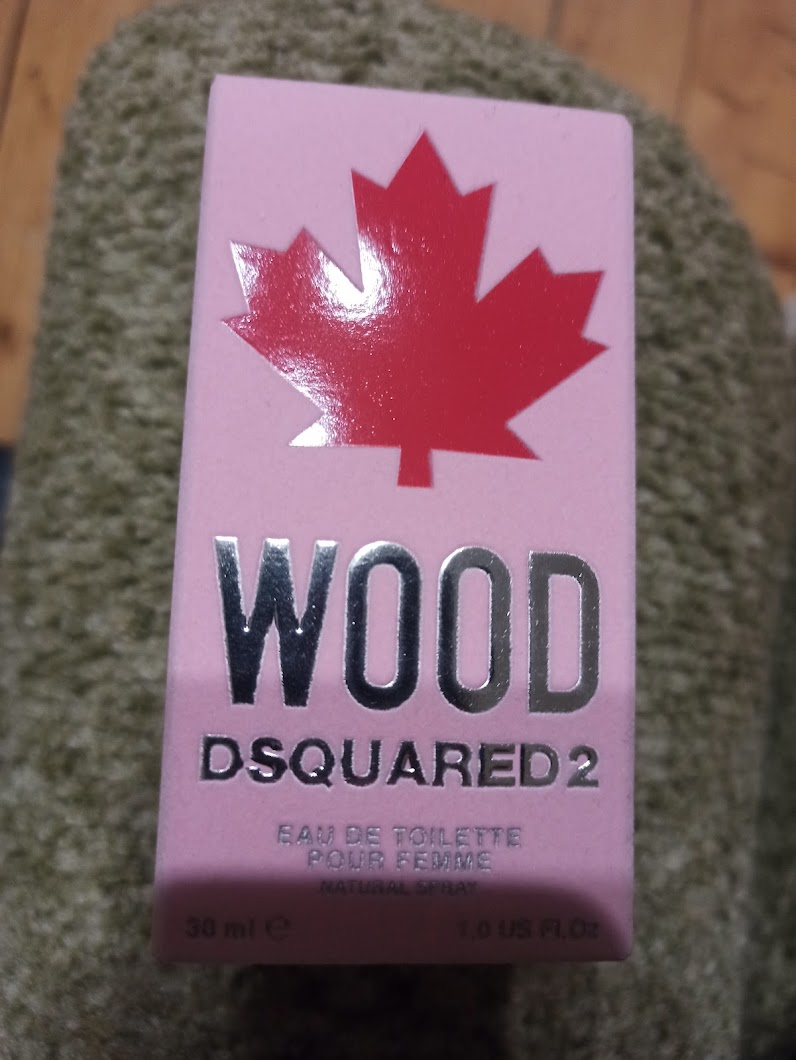 WOOD
DSQUARED2
EAU DE TOILETTE
POUR FEMME
NATURAL SPRAY
30 ml ℮ 1.0 US Fl.Oz